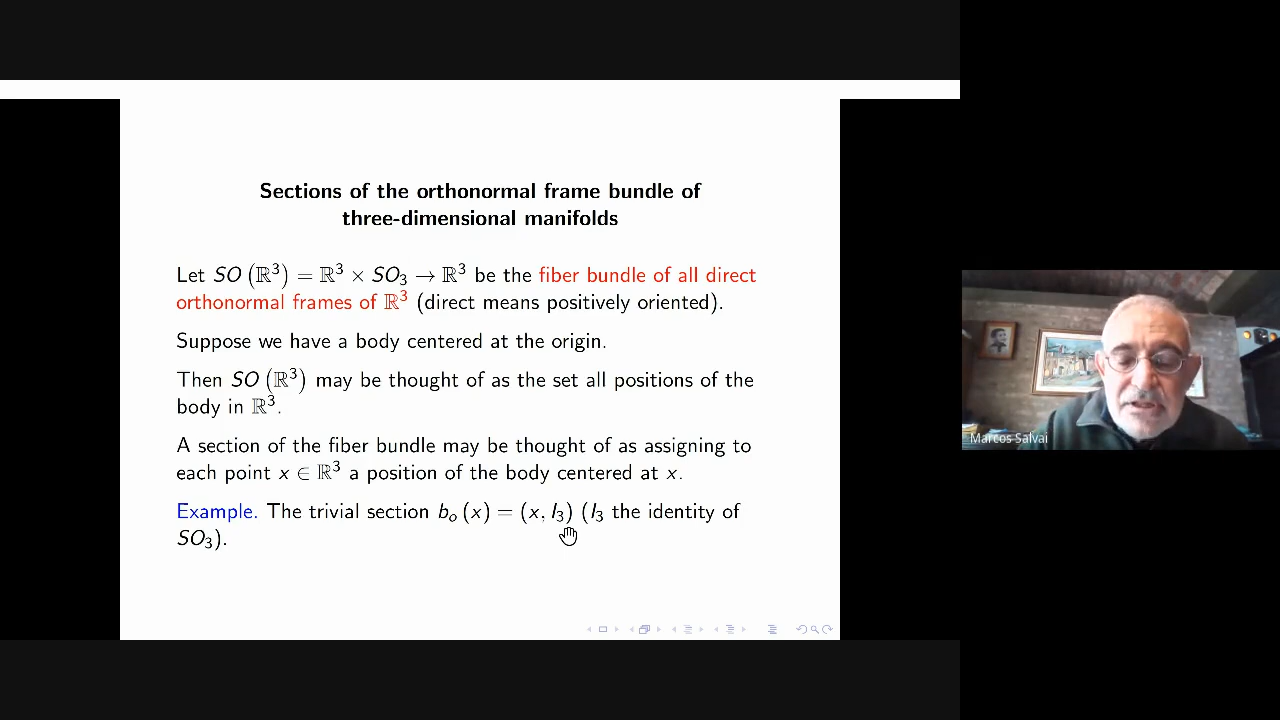 Sections of the orthonormal frame bundle of
three-dimensional manifolds
Let SO (ℝ³) = ℝ³ × SO₃ → ℝ³ be the fiber bundle of all direct
orthonormal frames of ℝ³ (direct means positively oriented).
Suppose we have a body centered at the origin.
Then SO (ℝ³) may be thought of as the set all positions of the
body in ℝ³.
A section of the fiber bundle may be thought of as assigning to
each point x ∈ ℝ³ a position of the body centered at x.
Example. The trivial section bₒ (x) = (x, I₃) (I₃ the identity of
SO₃).
Marcos Salvai